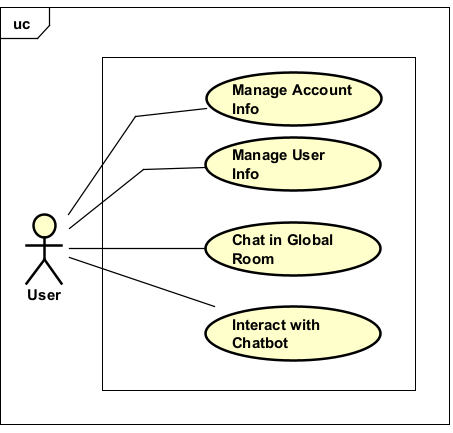 uc
Manage Account
Info
Manage User
Info
Chat in Global
Room
User
Interact with
Chatbot